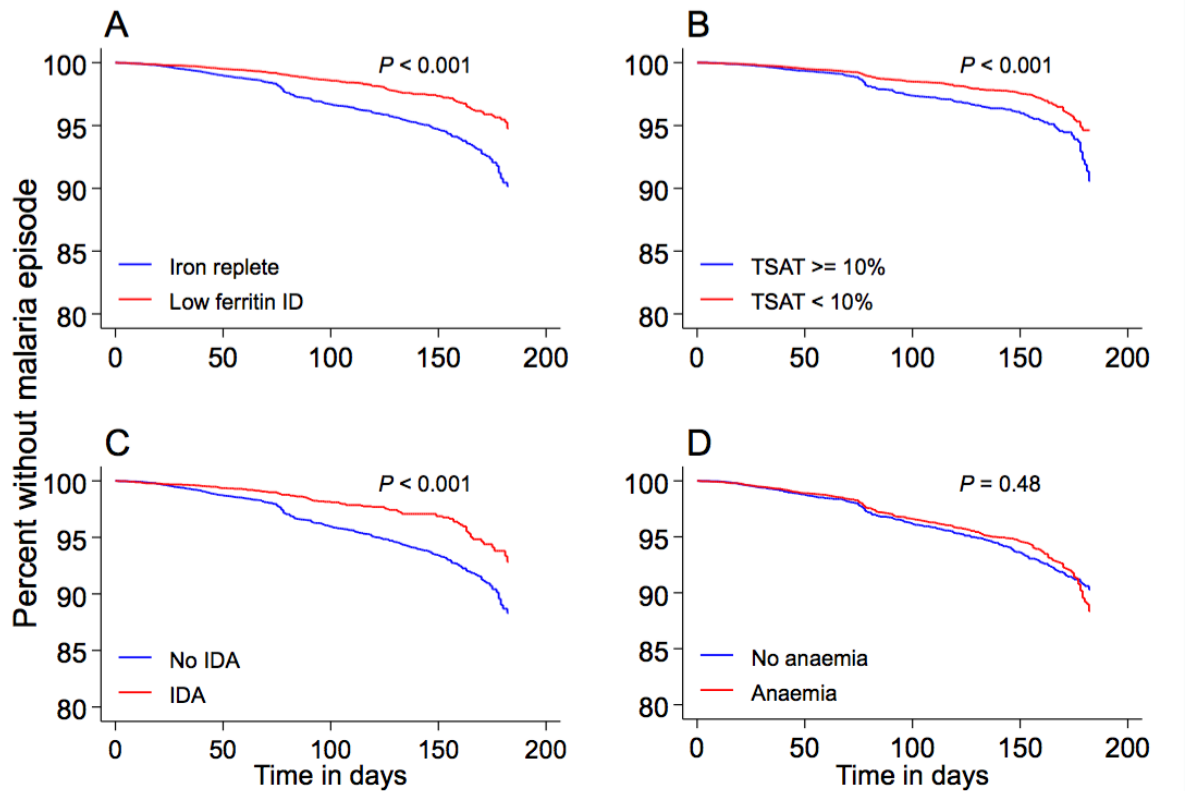 Percent without malaria episode
A
P < 0.001
100
95
90
85
80
Iron replete
Low ferritin ID
0 50 100 150 200
B
P < 0.001
100
95
90
85
80
TSAT >= 10%
TSAT < 10%
0 50 100 150 200
C
P < 0.001
100
95
90
85
80
No IDA
IDA
0 50 100 150 200
Time in days
D
P = 0.48
100
95
90
85
80
No anaemia
Anaemia
0 50 100 150 200
Time in days